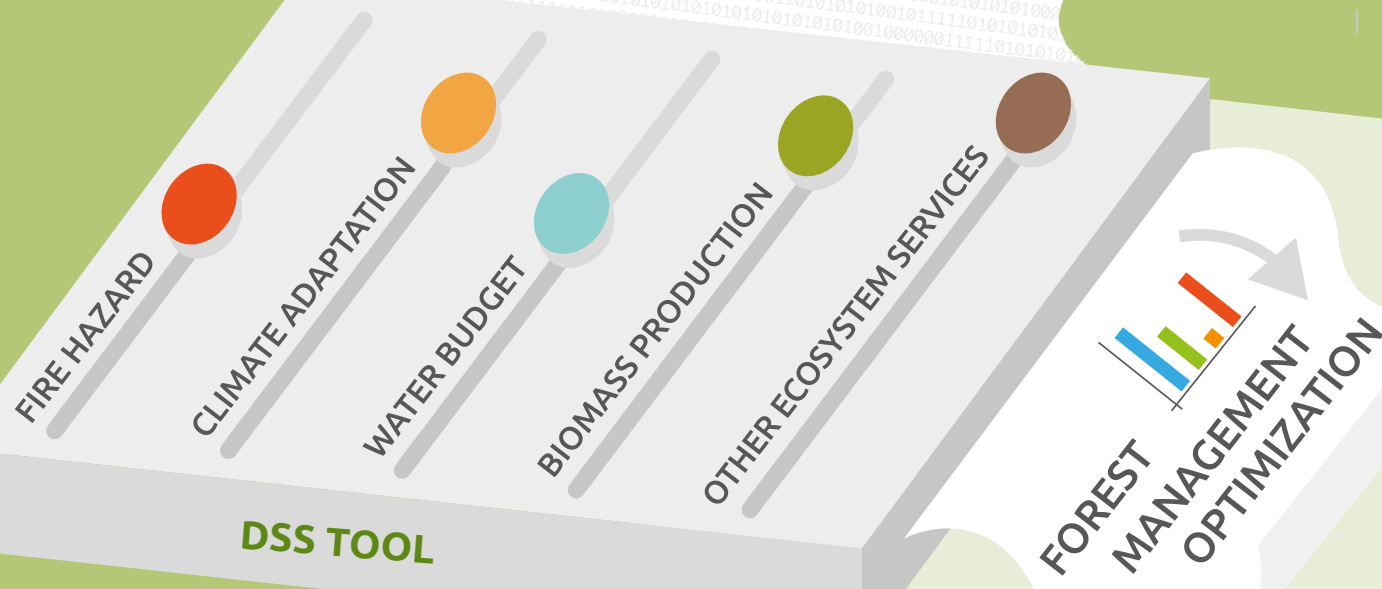 FIRE HAZARD
CLIMATE ADAPTATION
WATER BUDGET
BIOMASS PRODUCTION
OTHER ECOSYSTEM SERVICES
DSS TOOL
FOREST
MANAGEMENT
OPTIMIZATION